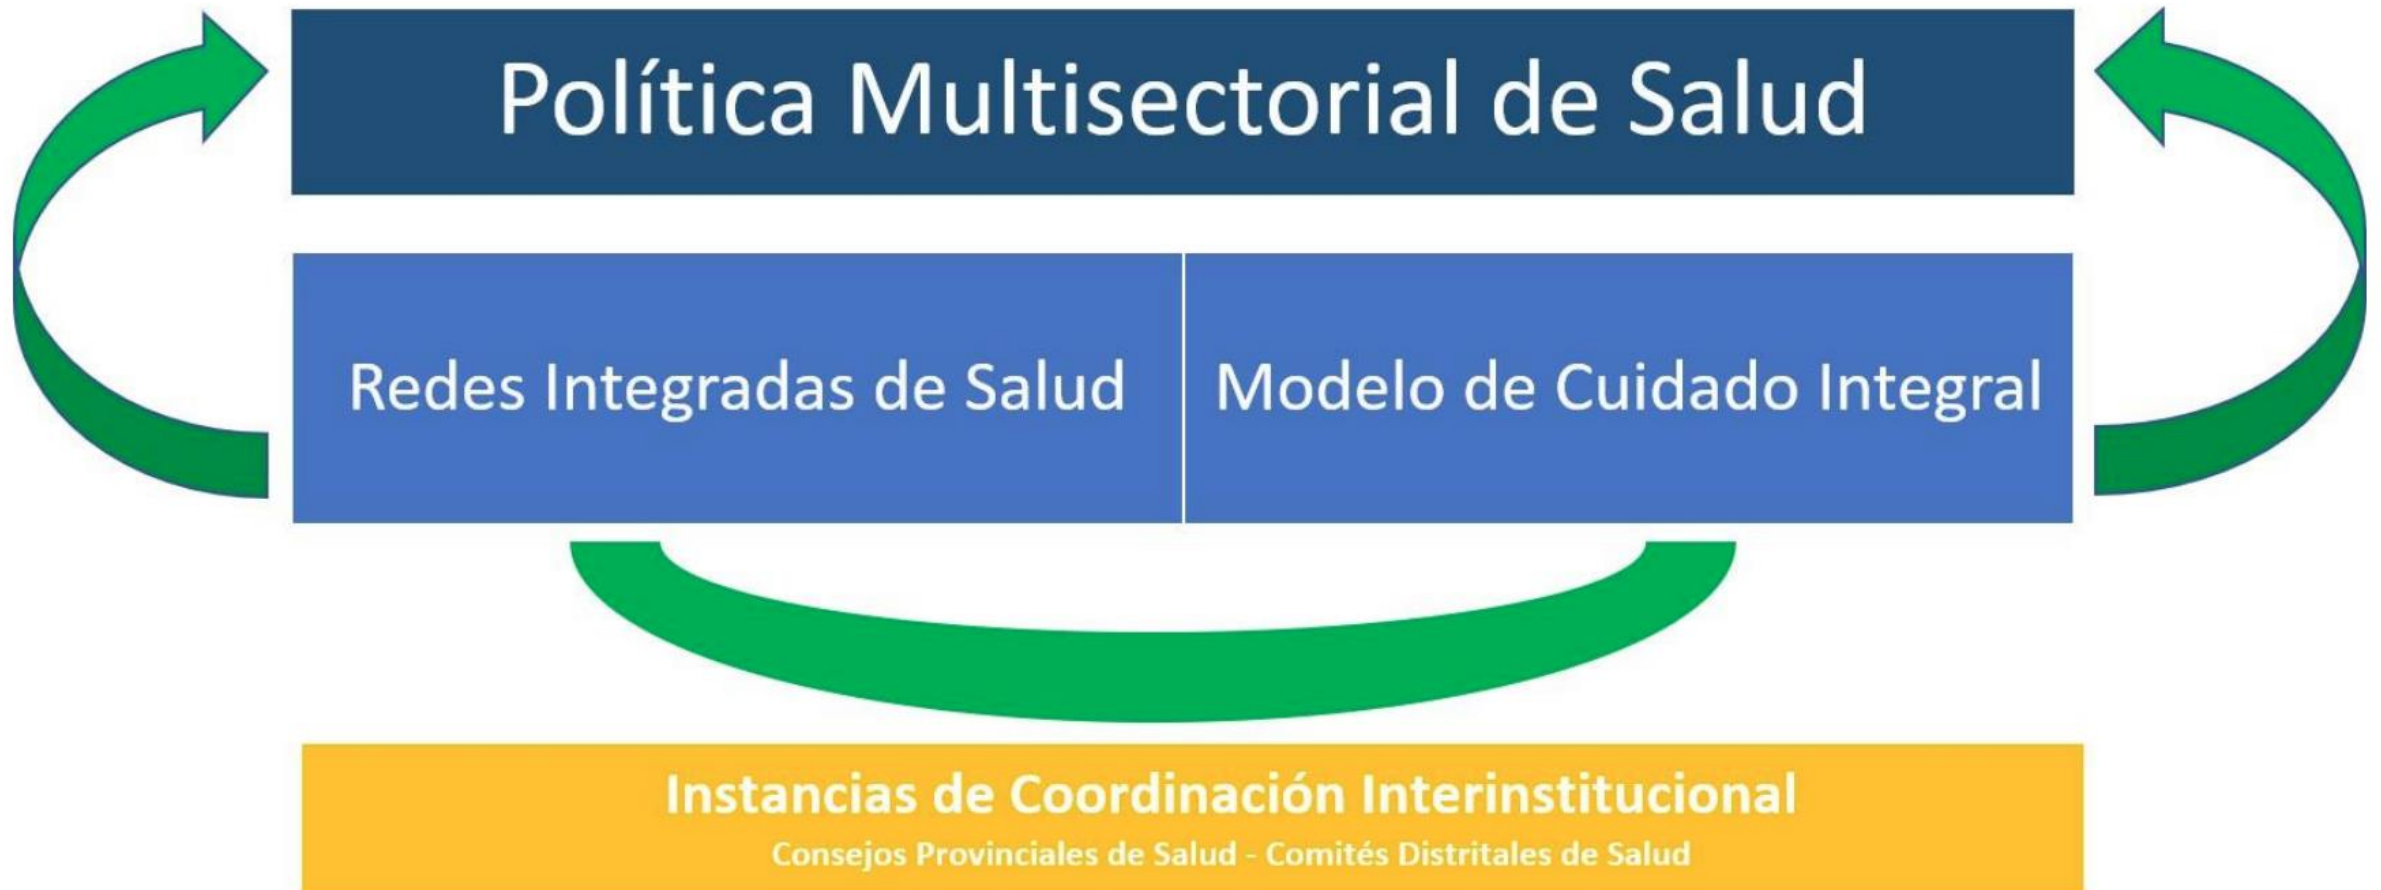 Política Multisectorial de Salud
Redes Integradas de Salud
Modelo de Cuidado Integral
Instancias de Coordinación Interinstitucional
Consejos Provinciales de Salud - Comités Distritales de Salud